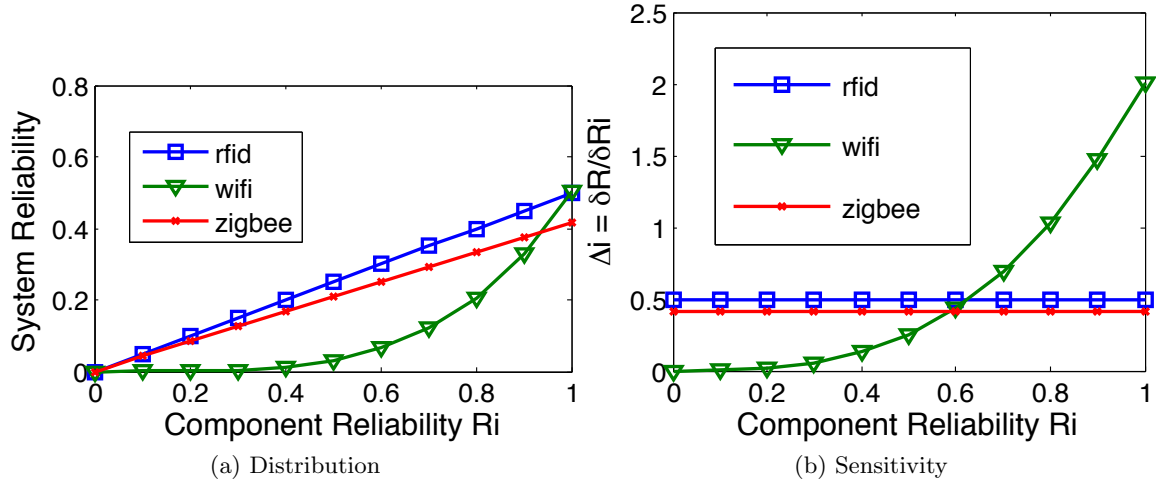 0.8
0.6
0.4
0.2
0
System Reliability
rfid
wifi
zigbee
0 0.2 0.4 0.6 0.8 1
Component Reliability Ri
(a) Distribution
2.5
2
1.5
1
0.5
0
Δi = δR/δRi
rfid
wifi
zigbee
0 0.2 0.4 0.6 0.8 1
Component Reliability Ri
(b) Sensitivity